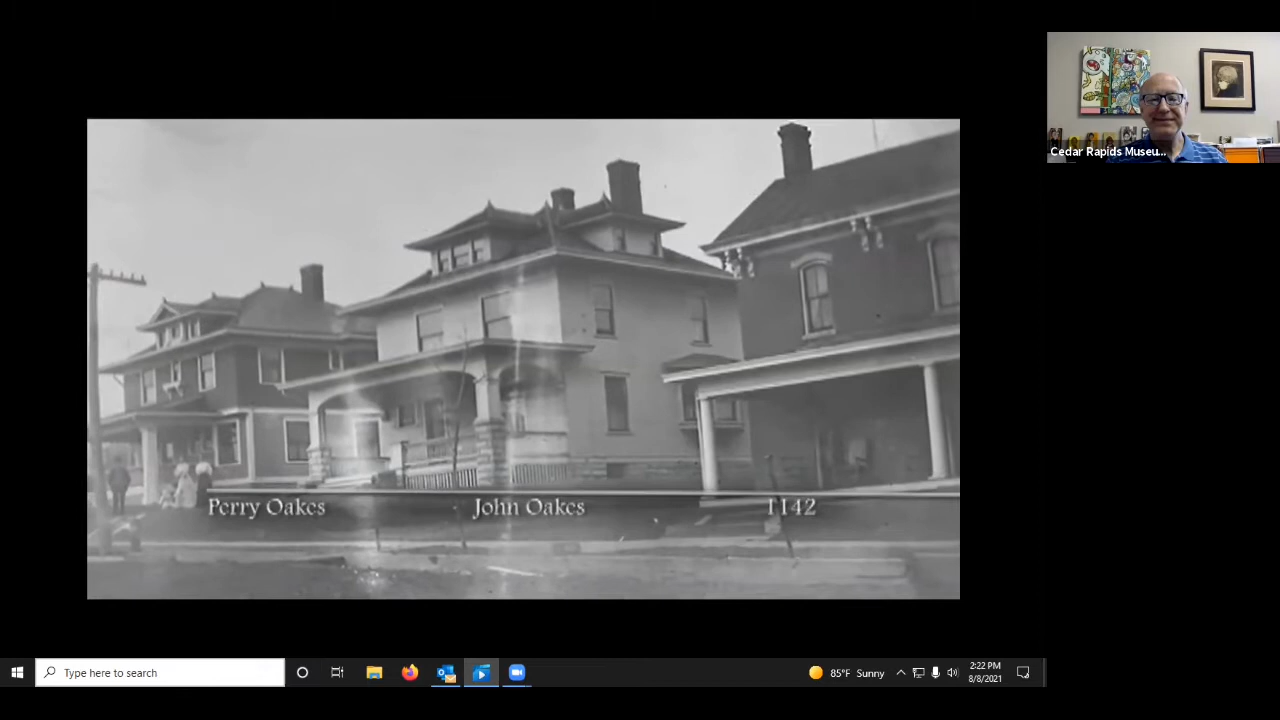 Cedar Rapids Museu...
Perry Oakes
John Oakes
1142
Type here to search
85°F Sunny
2:22 PM
8/8/2021